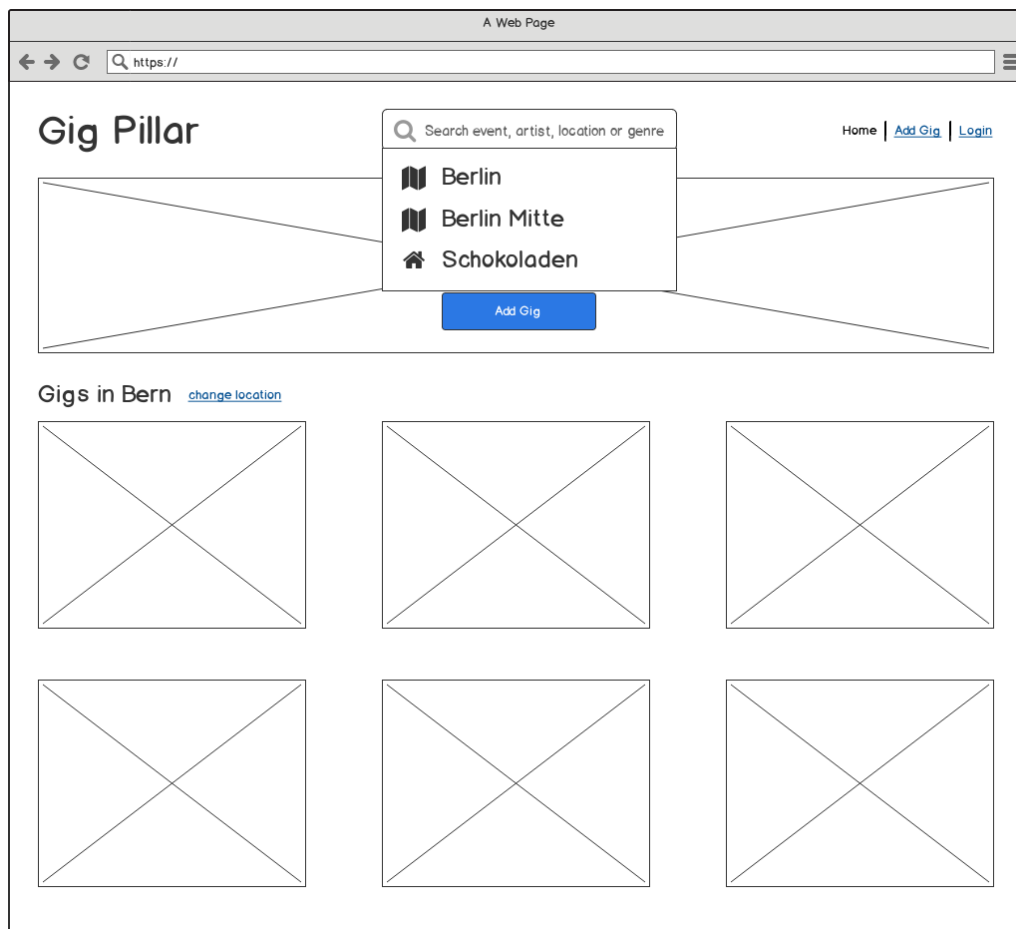 A Web Page
https://
Gig Pillar
Search event, artist, location or genre
Home
Add Gig
Login
Berlin
Berlin Mitte
Schokoladen
Add Gig
Gigs in Bern
change location